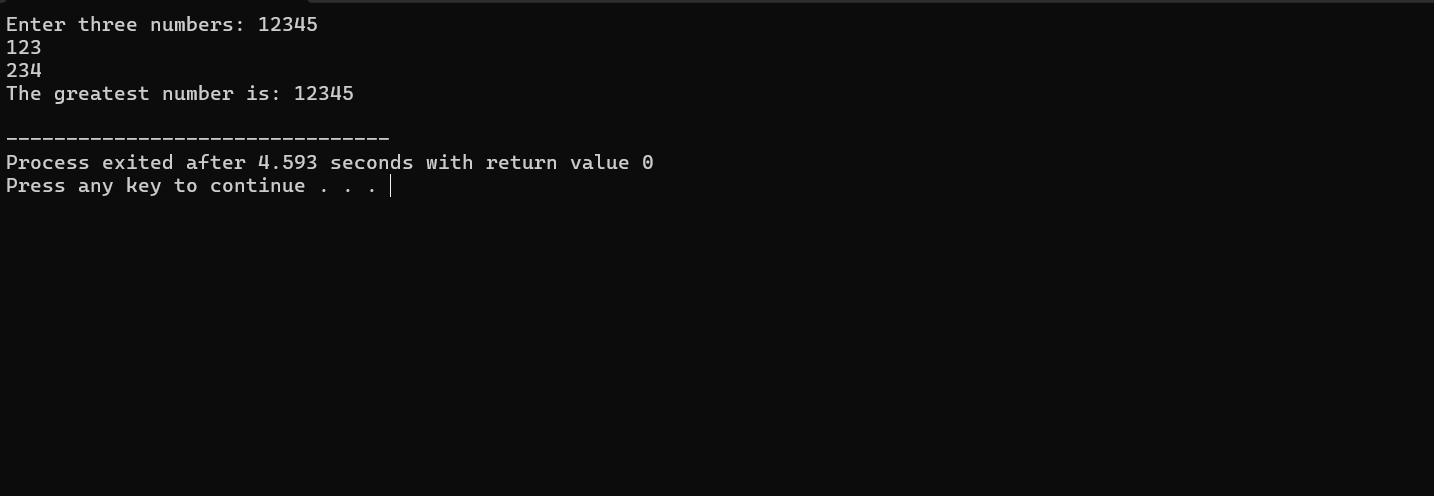 Enter three numbers: 12345
123
234
The greatest number is: 12345
--------------------------------
Process exited after 4.593 seconds with return value 0
Press any key to continue . . .